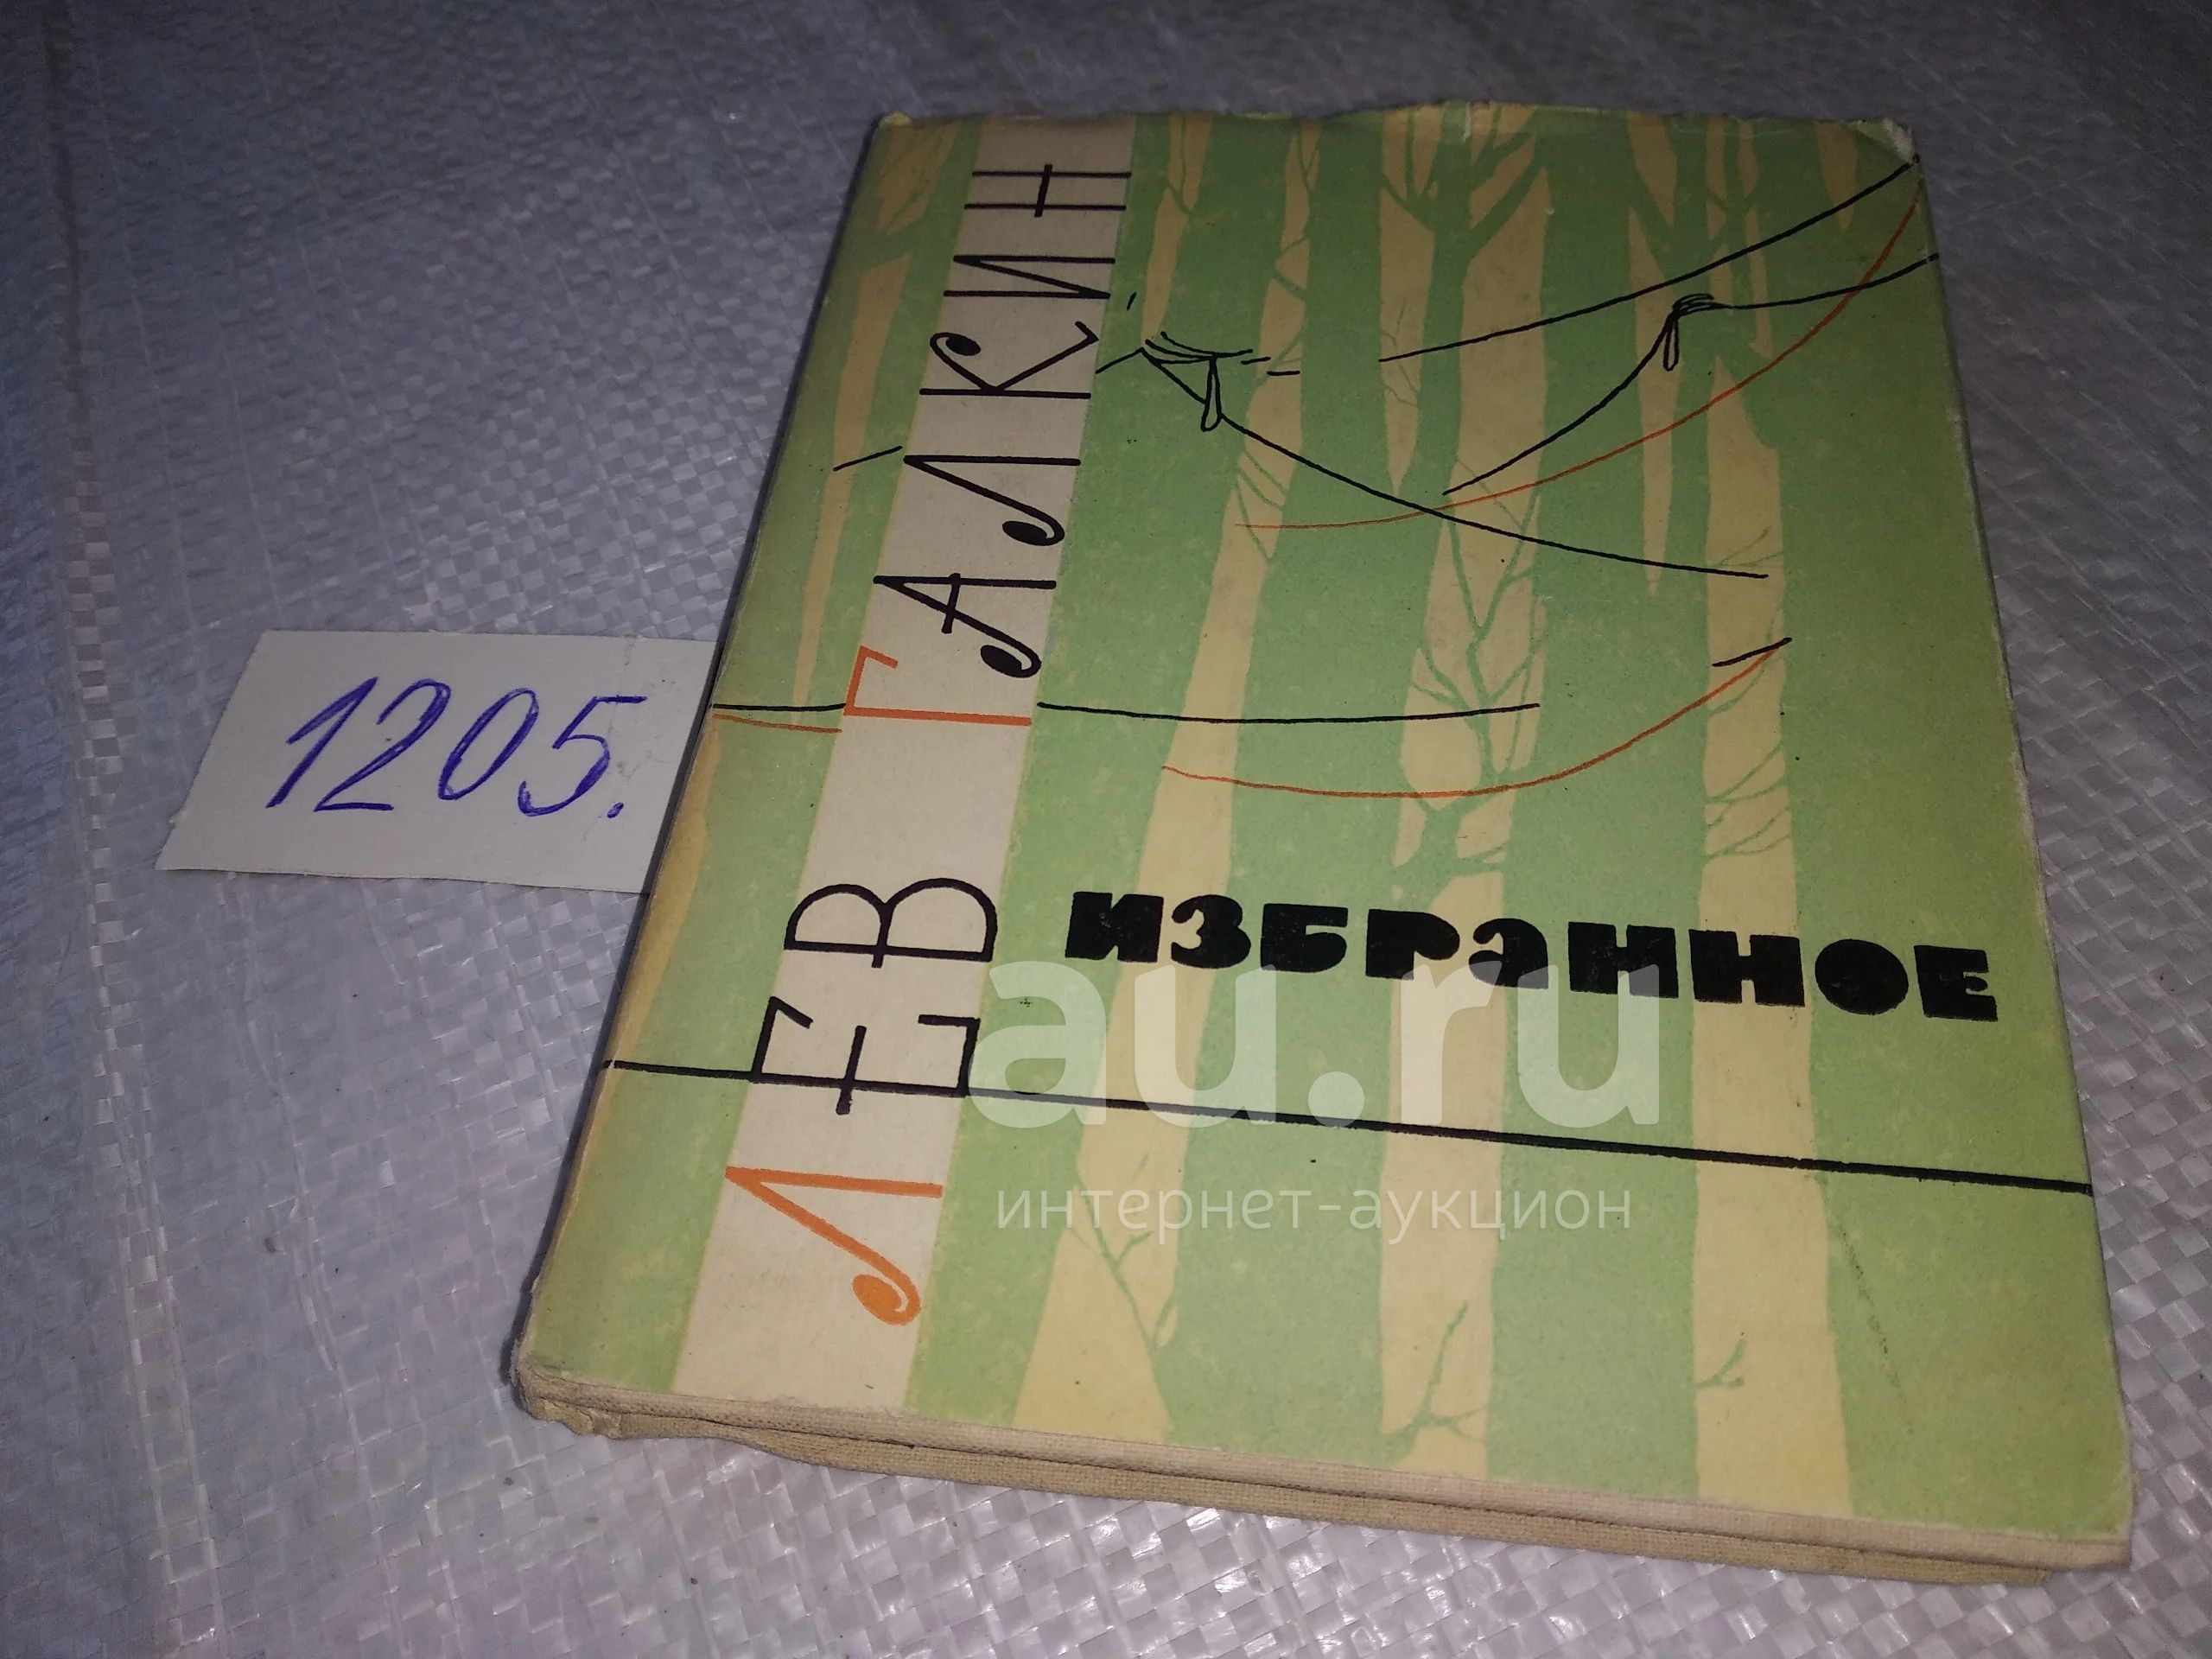 1205.
ЛЕВ ГАЛКИН
ИЗБРАННОЕ
au.ru
интернет-аукцион